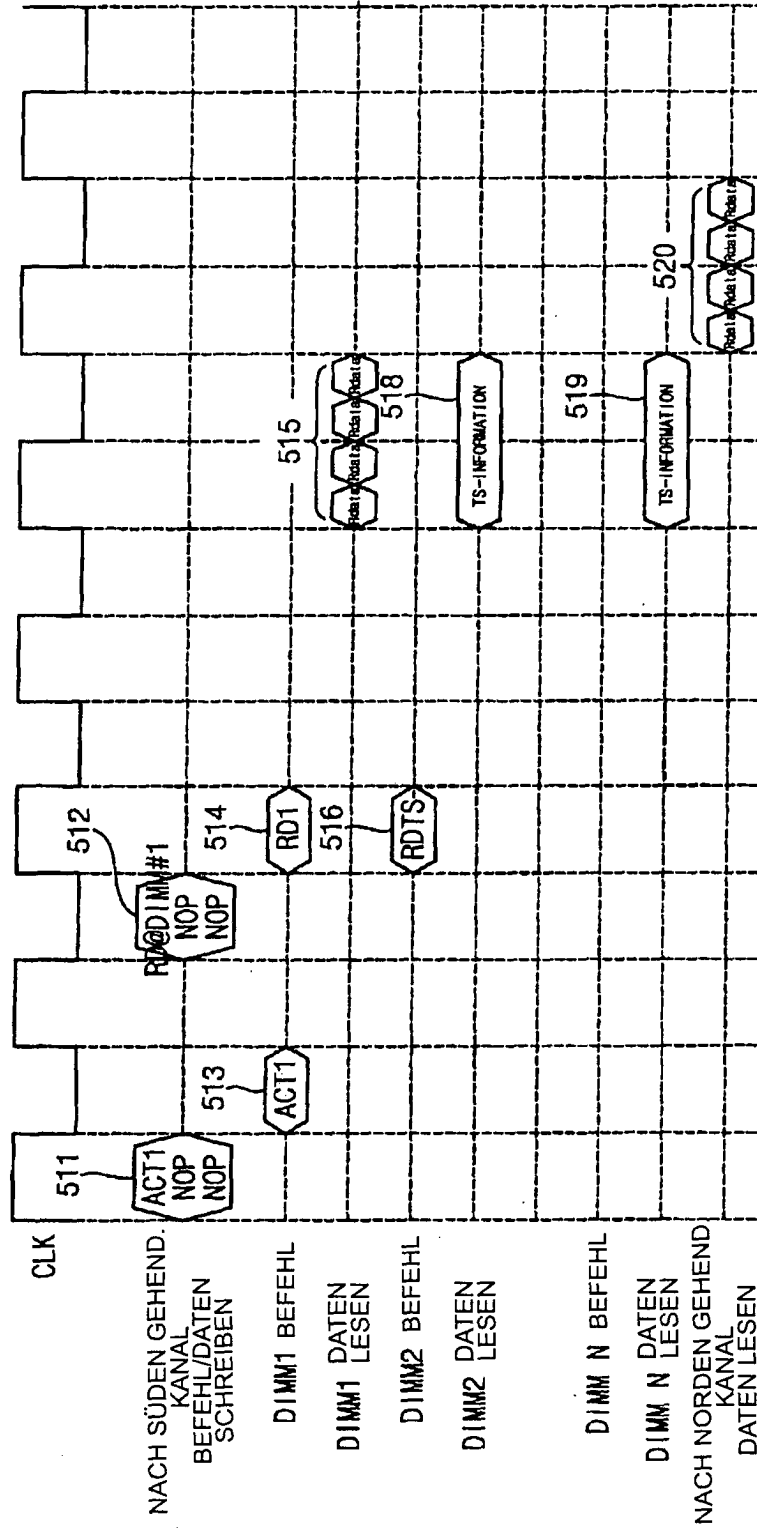 CLK
NACH SÜDEN GEHEND.
KANAL
BEFEHL/DATEN
SCHREIBEN
511
ACT1
NOP
NOP
512
RD@DIMM#1
NOP
NOP
DIMM1 BEFEHL
513
ACT1
514
RD1
DIMM1 DATEN
LESEN
515
Rdata Rdata Rdata Rdata
DIMM2 BEFEHL
516
RDTS
DIMM2 DATEN
LESEN
518
TS-INFORMATION
DIMM N BEFEHL
DIMM N DATEN
LESEN
519
TS-INFORMATION
NACH NORDEN GEHEND
KANAL
DATEN LESEN
520
Rdata Rdata Rdata Rdata